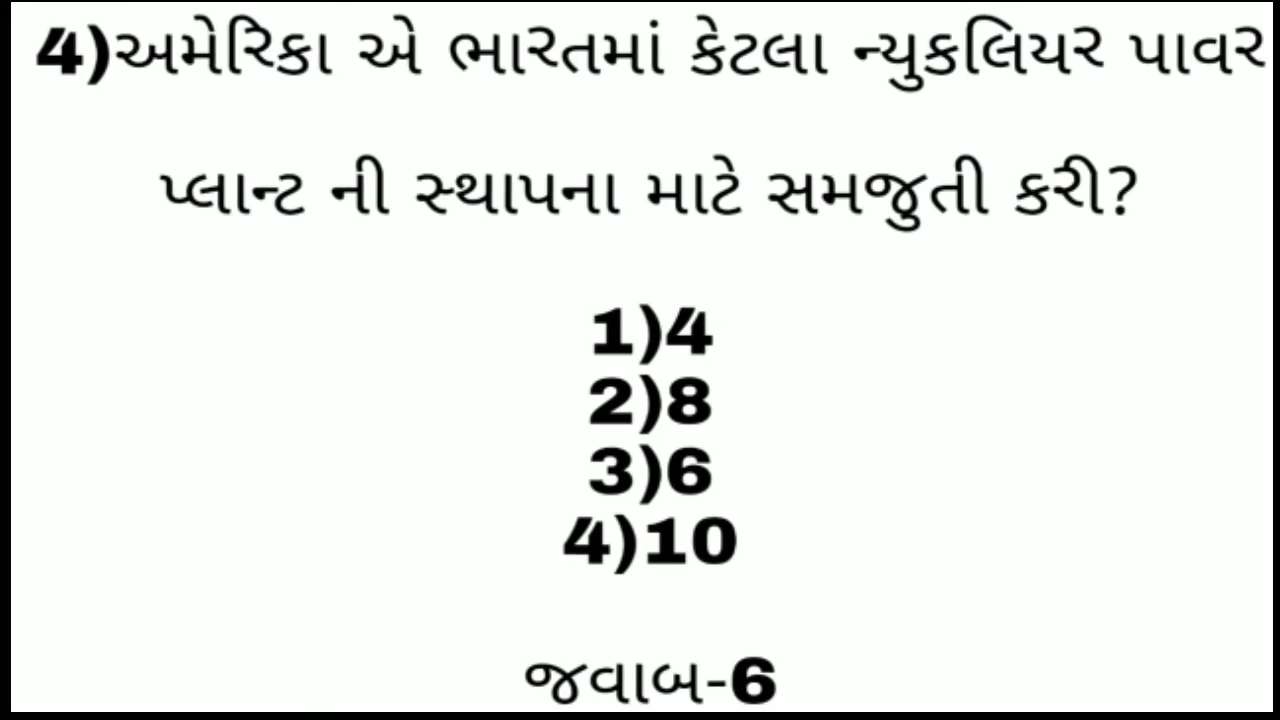 4)અમેરિકા એ ભારતમાં કેટલા ન્યુકલિયર પાવર
પ્લાન્ટ ની સ્થાપના માટે સમજુતી કરી?
1)4
2)8
3)6
4)10
જવાબ-6